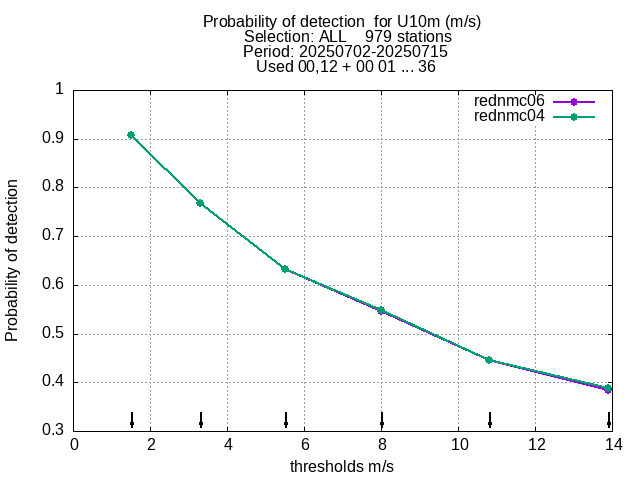 Probability of detection  for U10m (m/s)
Selection: ALL    979 stations
Period: 20250702-20250715
Used 00,12 + 00 01 ... 36
rednmc06
rednmc04
1
0.9
0.8
0.7
0.6
0.5
0.4
0.3
Probability of detection
0 2 4 6 8 10 12 14
thresholds m/s